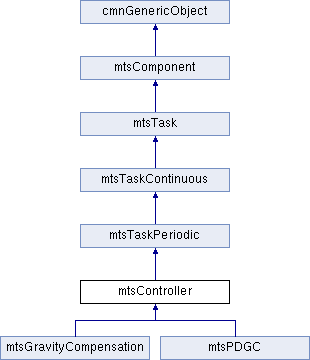 cmnGenericObject
mtsComponent
mtsTask
mtsTaskContinuous
mtsTaskPeriodic
mtsController
mtsGravityCompensation
mtsPDGC